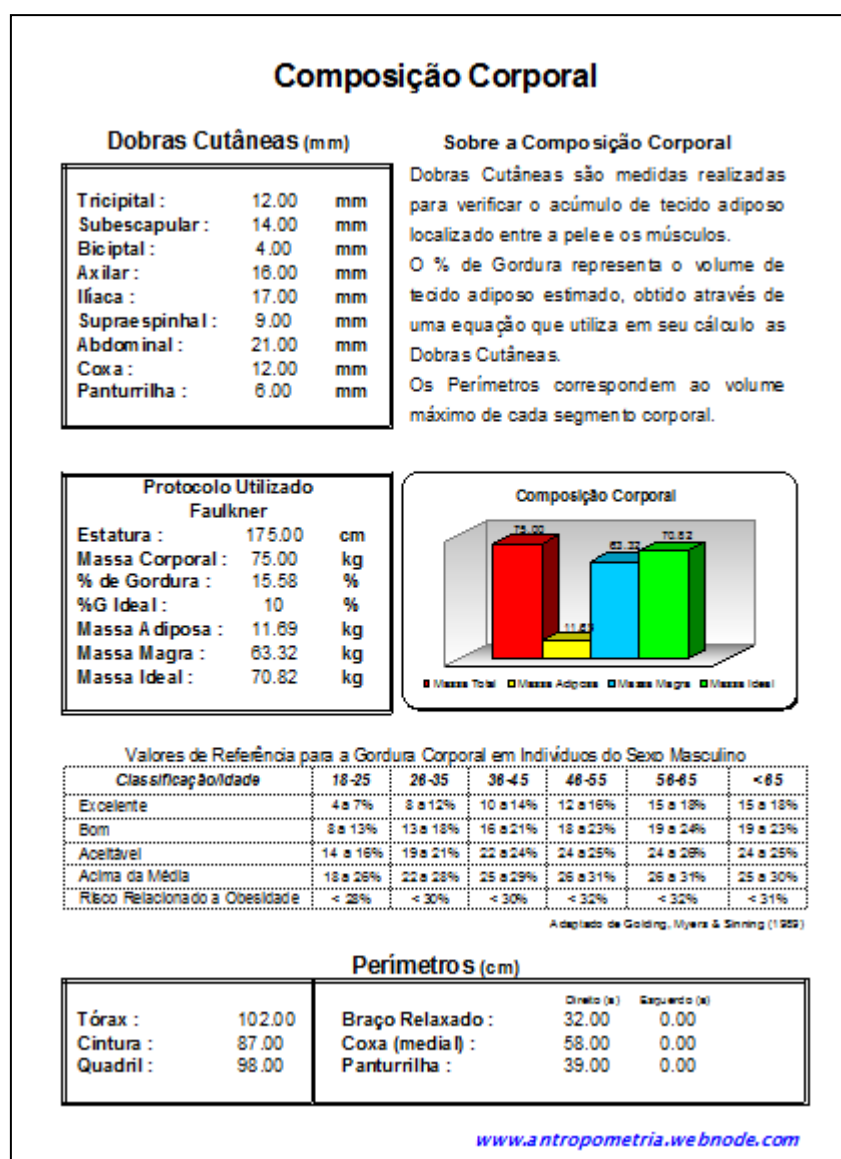 Composição Corporal
Dobras Cutâneas (mm)
Tricipital : 12.00 mm
Subescapular : 14.00 mm
Biciptal : 4.00 mm
Axilar : 16.00 mm
Ilíaca : 17.00 mm
Supraespinhal : 9.00 mm
Abdominal : 21.00 mm
Coxa : 12.00 mm
Panturrilha : 6.00 mm
Sobre a Composição Corporal
Dobras Cutâneas são medidas realizadas
para verificar o acúmulo de tecido adiposo
localizado entre a pele e os músculos.
O % de Gordura representa o volume de
tecido adiposo estimado, obtido através de
uma equação que utiliza em seu cálculo as
Dobras Cutâneas.
Os Perímetros correspondem ao volume
máximo de cada segmento corporal.
Protocolo Utilizado
Faulkner
Estatura : 175.00 cm
Massa Corporal : 75.00 kg
% de Gordura : 15.58 %
%G Ideal : 10 %
Massa Adiposa : 11.69 kg
Massa Magra : 63.32 kg
Massa Ideal : 70.82 kg
Composição Corporal
75.00
11.69
63.32
70.82
Massa Total Massa Adiposa Massa Magra Massa Ideal
Valores de Referência para a Gordura Corporal em Indivíduos do Sexo Masculino
Classificação/Idade 18-25 26-35 36-45 46-55 56-65 <65
Excelente 4 a 7% 8 a 12% 10 a 14% 12 a 16% 15 a 18% 15 a 18%
Bom 8 a 13% 13 a 18% 16 a 21% 18 a 23% 19 a 24% 19 a 23%
Aceitável 14 a 16% 19 a 21% 22 a 24% 24 a 25% 24 a 26% 24 a 25%
Acima da Média 18 a 26% 22 a 28% 25 a 29% 26 a 31% 26 a 31% 25 a 30%
Risco Relacionado a Obesidade < 28% < 30% < 30% < 32% < 32% < 31%
Adaptado de Golding, Myers & Sinning (1989)
Perímetros (cm)
Tórax : 102.00
Cintura : 87.00
Quadril : 98.00
Direito (a) Esquerdo (a)
Braço Relaxado : 32.00 0.00
Coxa (medial) : 58.00 0.00
Panturrilha : 39.00 0.00
www.antropometria.webnode.com